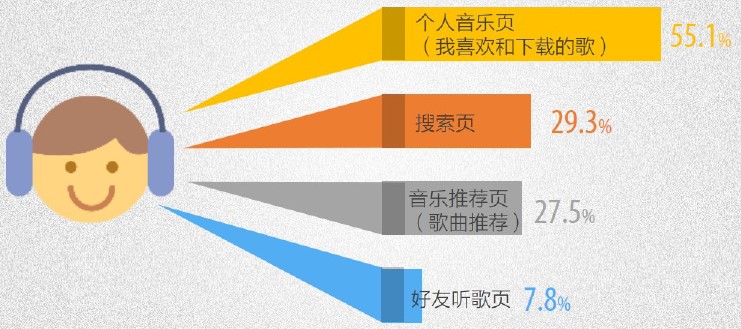 个人音乐页
（我喜欢和下载的歌）
55.1%
搜索页
29.3%
音乐推荐页
（歌曲推荐）
27.5%
好友听歌页
7.8%